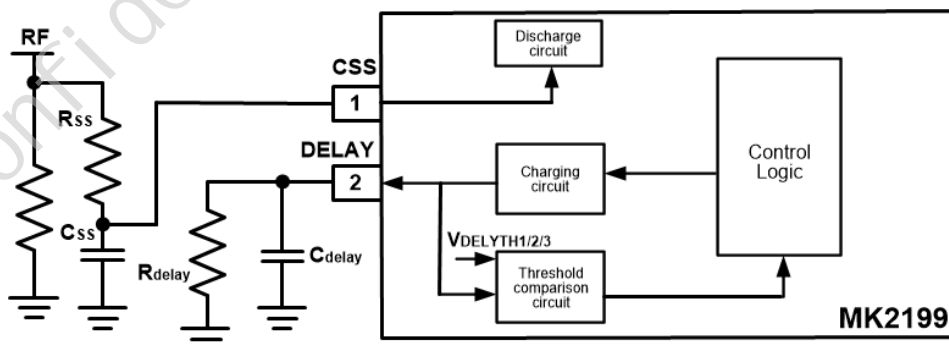 RF
CSS
1
Discharge
circuit
RSS
DELAY
2
Charging
circuit
Control
Logic
CSS
VDELYTH1/2/3
Rdelay
Cdelay
Threshold
comparison
circuit
MK2199